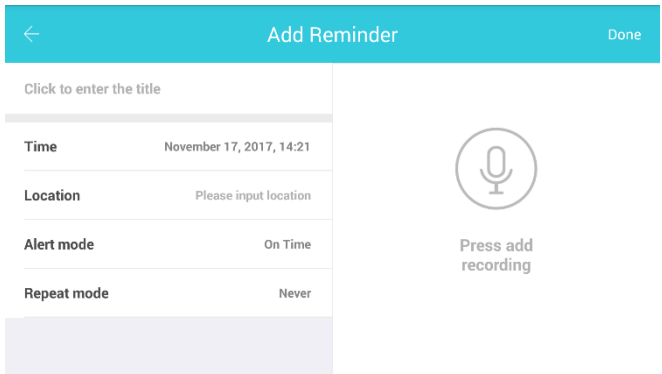 Add Reminder
Done
Click to enter the title
Time November 17, 2017, 14:21
Location Please input location
Alert mode On Time
Repeat mode Never
Press add
recording